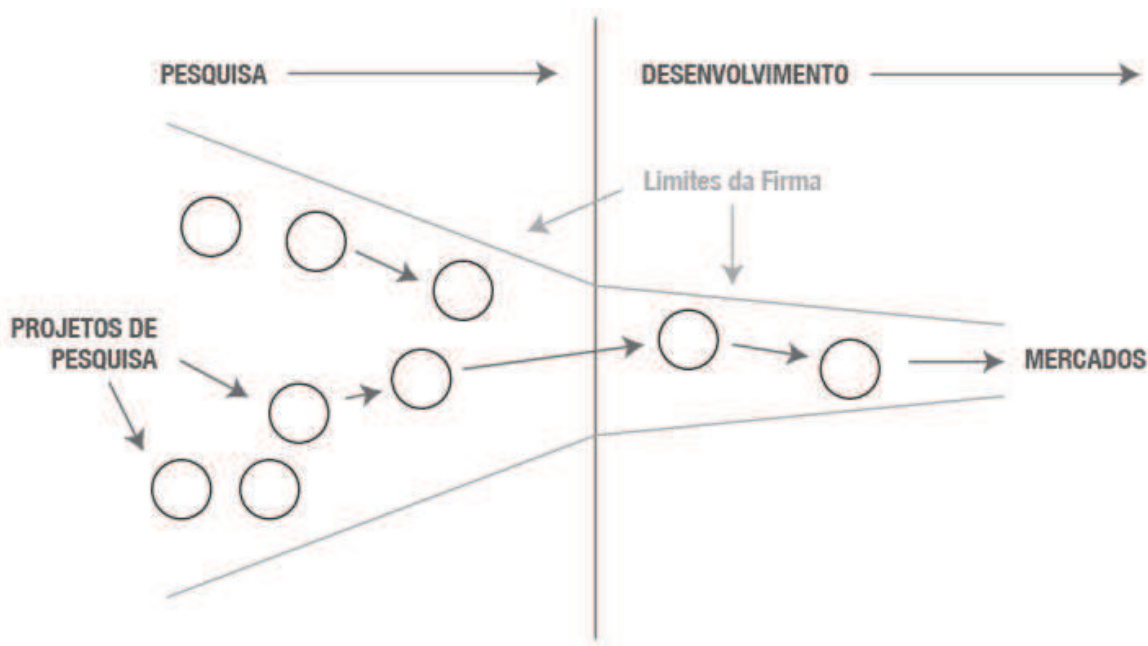 PESQUISA
DESENVOLVIMENTO
Limites da Firma
PROJETOS DE
PESQUISA
MERCADOS